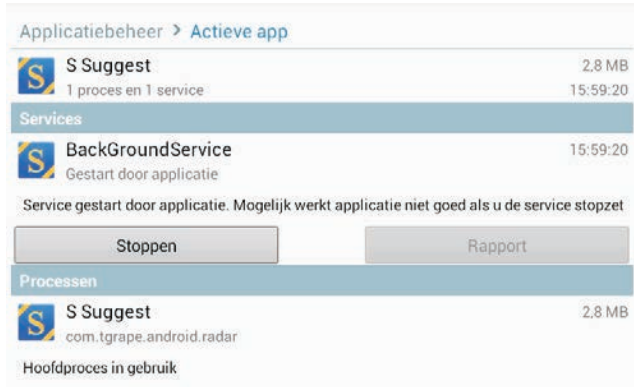 Applicatiebeheer > Actieve app
S Suggest 2,8 MB
1 proces en 1 service 15:59:20
Services
BackGroundService 15:59:20
Gestart door applicatie
Service gestart door applicatie. Mogelijk werkt applicatie niet goed als u de service stopzet
Stoppen Rapport
Processen
S Suggest 2,8 MB
com.tgrape.android.radar
Hoofdproces in gebruik